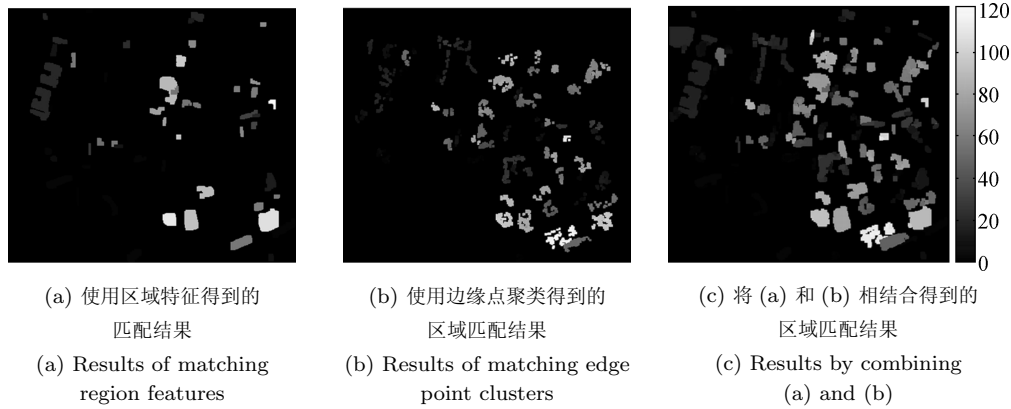 120
100
80
60
40
20
0
(a) 使用区域特征得到的
匹配结果
(a) Results of matching
region features
(b) 使用边缘点聚类得到的
区域匹配结果
(b) Results of matching edge
point clusters
(c) 将 (a) 和 (b) 相结合得到的
区域匹配结果
(c) Results by combining
(a) and (b)